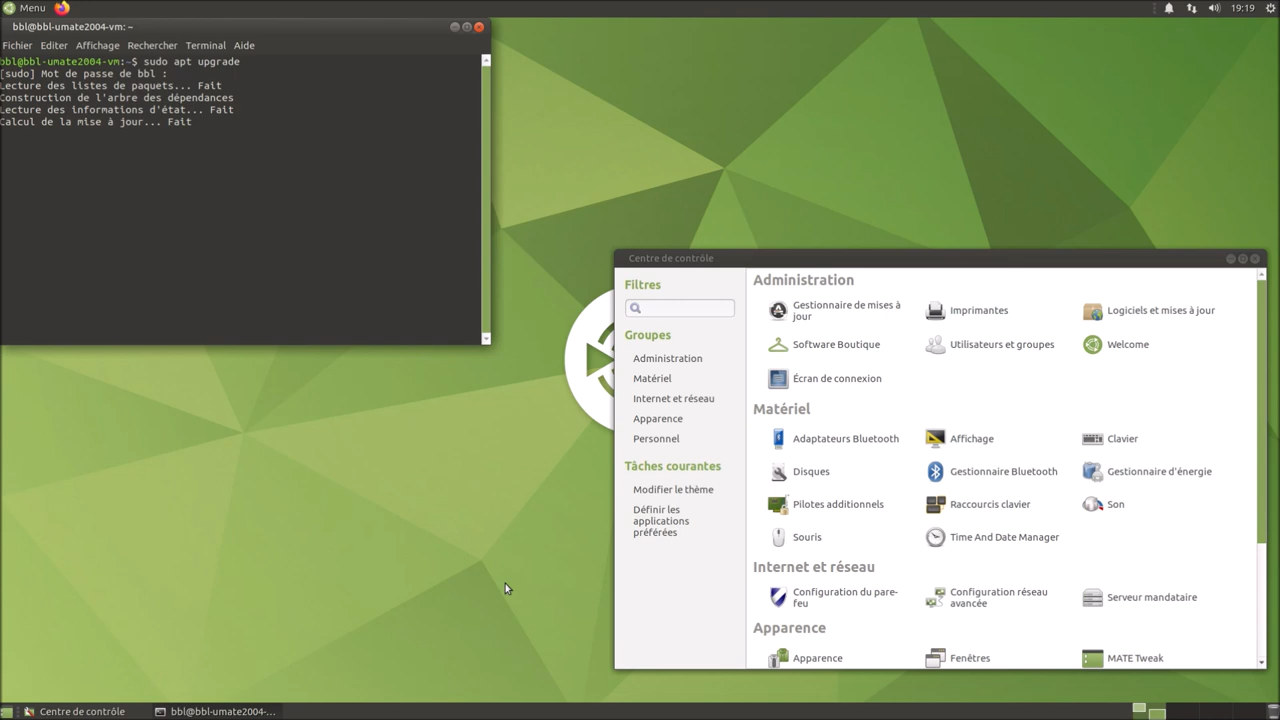 Menu
19:19
bbl@bbl-umate2004-vm: ~
Fichier Editer Affichage Rechercher Terminal Aide
bbl@bbl-umate2004-vm:~$ sudo apt upgrade
[sudo] Mot de passe de bbl :
Lecture des listes de paquets... Fait
Construction de l'arbre des dépendances
Lecture des informations d'état... Fait
Calcul de la mise à jour... Fait
Centre de contrôle
Filtres
Groupes
Administration
Matériel
Internet et réseau
Apparence
Personnel
Tâches courantes
Modifier le thème
Définir les
applications
préférées
Administration
Gestionnaire de mises à
jour
Imprimantes
Logiciels et mises à jour
Software Boutique
Utilisateurs et groupes
Welcome
Écran de connexion
Matériel
Adaptateurs Bluetooth
Affichage
Clavier
Disques
Gestionnaire Bluetooth
Gestionnaire d'énergie
Pilotes additionnels
Raccourcis clavier
Son
Souris
Time And Date Manager
Internet et réseau
Configuration du pare-
feu
Configuration réseau
avancée
Serveur mandataire
Apparence
Apparence
Fenêtres
MATE Tweak
Centre de contrôle
bbl@bbl-umate2004-...